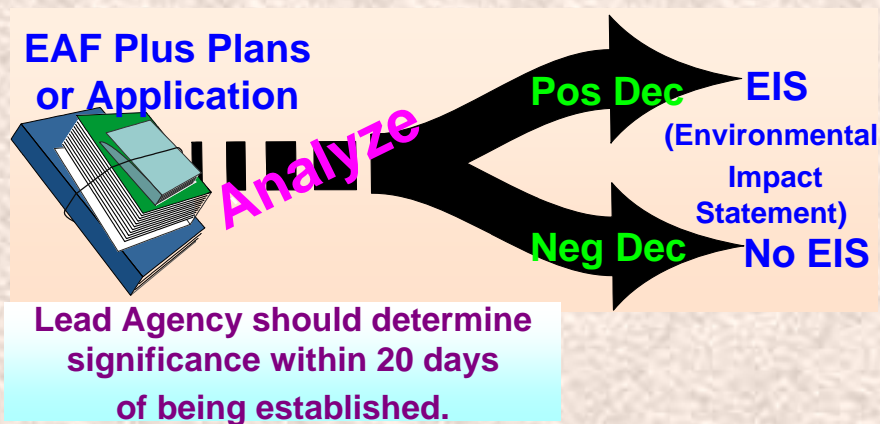 EAF Plus Plans
or Application
Analyze
Pos Dec
EIS
(Environmental
Impact
Statement)
Neg Dec
No EIS
Lead Agency should determine
significance within 20 days
of being established.